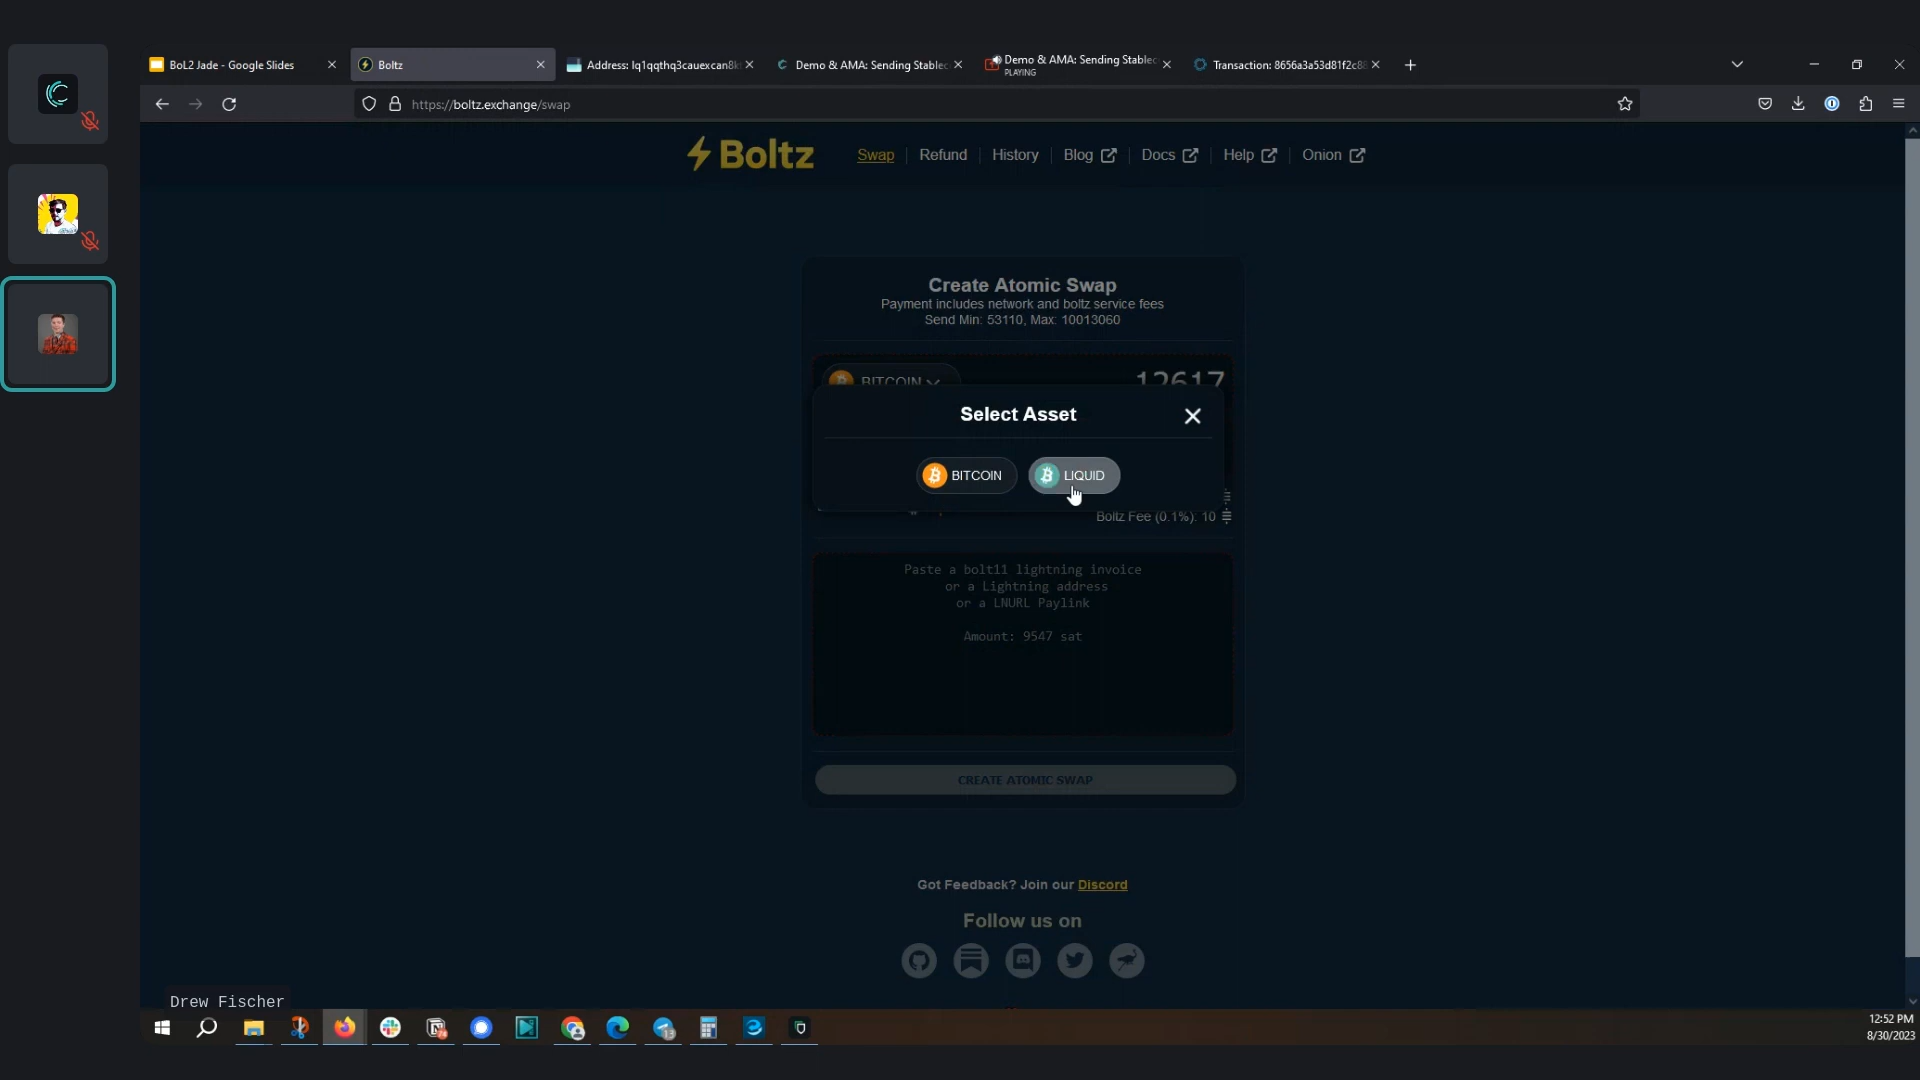 BoL2 Jade - Google Slides
Boltz
Address: lq1qqthq3cauexcan8k
Demo & AMA: Sending Stablec
Demo & AMA: Sending Stablec
PLAYING
Transaction: 8656a3a53d81f2c88
https://boltz.exchange/swap
Boltz
Swap
Refund
History
Blog
Docs
Help
Onion
Create Atomic Swap
Payment includes network and boltz service fees
Send Min: 53110, Max: 10013060
BITCOIN
12617
Select Asset
BITCOIN
LIQUID
Boltz Fee (0.1%): 10
Paste a bolt11 lightning invoice
or a Lightning address
or a LNURL Paylink
Amount: 9547 sat
CREATE ATOMIC SWAP
Got Feedback? Join our Discord
Follow us on
Drew Fischer
12:52 PM
8/30/2023